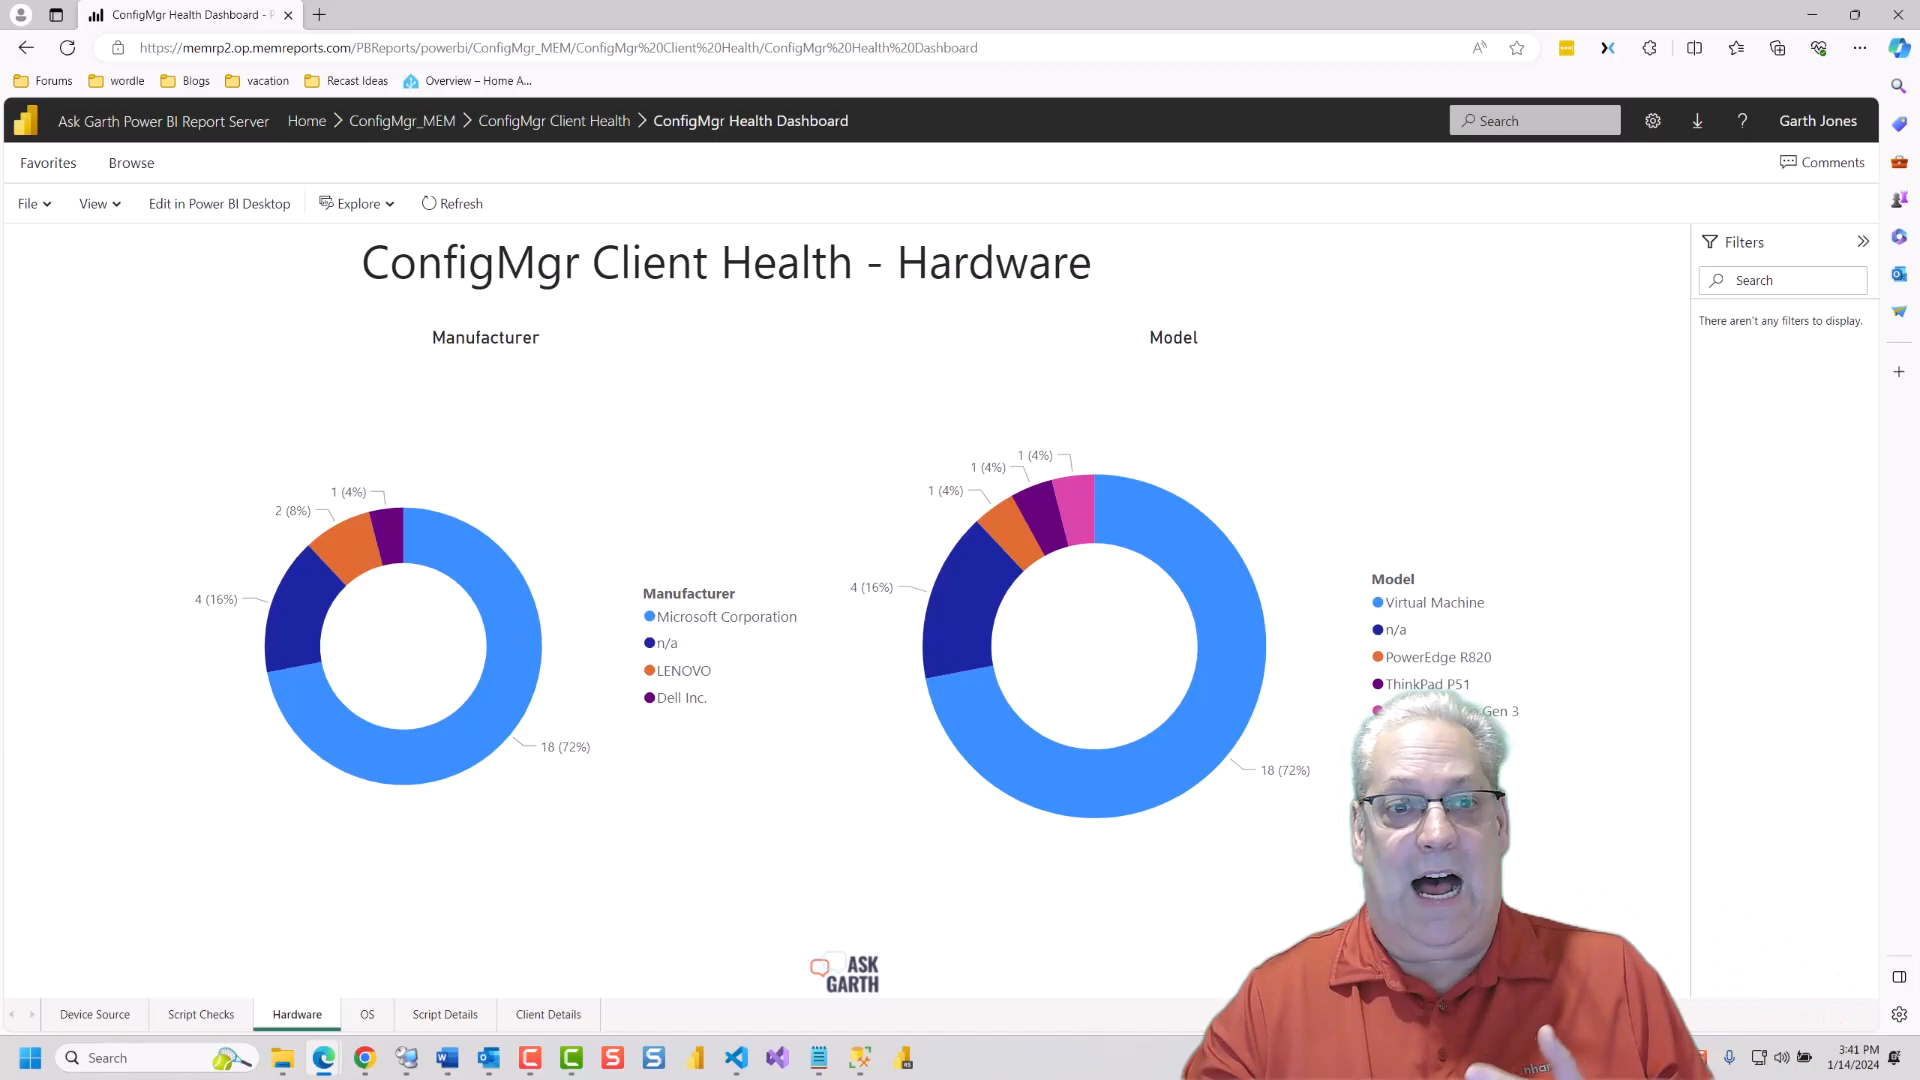 ConfigMgr Health Dashboard - P
https://memrp2.op.memreports.com/PBReports/powerbi/ConfigMgr_MEM/ConfigMgr%20Client%20Health/ConfigMgr%20Health%20Dashboard
Forums wordle Blogs vacation Recast Ideas Overview – Home A...
Ask Garth Power BI Report Server Home ConfigMgr_MEM ConfigMgr Client Health ConfigMgr Health Dashboard Search ? Garth Jones
Favorites Browse Comments
File View Edit in Power BI Desktop Explore Refresh
Filters
Search
There aren't any filters to display.
ConfigMgr Client Health - Hardware
Manufacturer
1 (4%)
2 (8%)
4 (16%)
18 (72%)
Manufacturer
Microsoft Corporation
n/a
LENOVO
Dell Inc.
Model
1 (4%)
1 (4%)
1 (4%)
4 (16%)
18 (72%)
Model
Virtual Machine
n/a
PowerEdge R820
ThinkPad P51
Gen 3
ASK
GARTH
Device Source Script Checks Hardware OS Script Details Client Details
Search
3:41 PM
1/14/2024